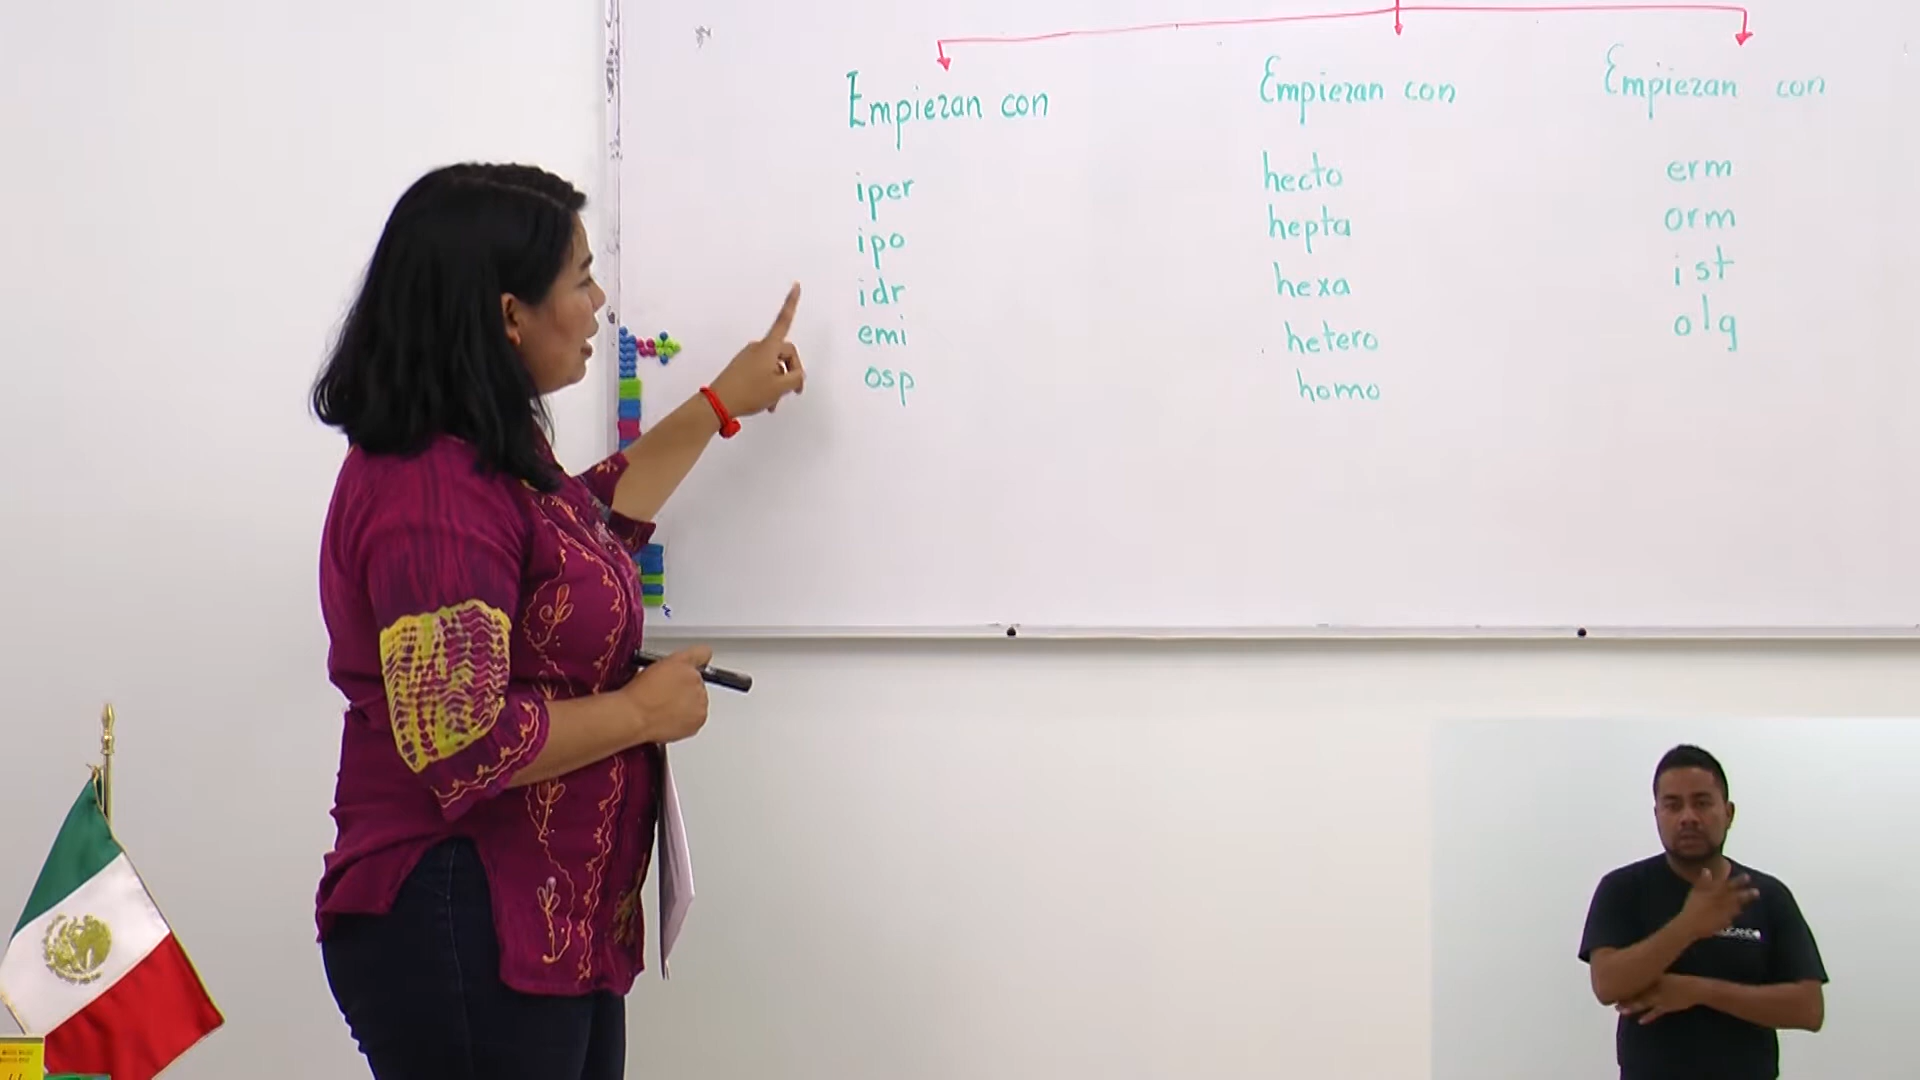 Empiezan con
iper
ipo
idr
emi
osp
Empiezan con
hecto
hepta
hexa
hetero
homo
Empiezan con
erm
orm
ist
olg